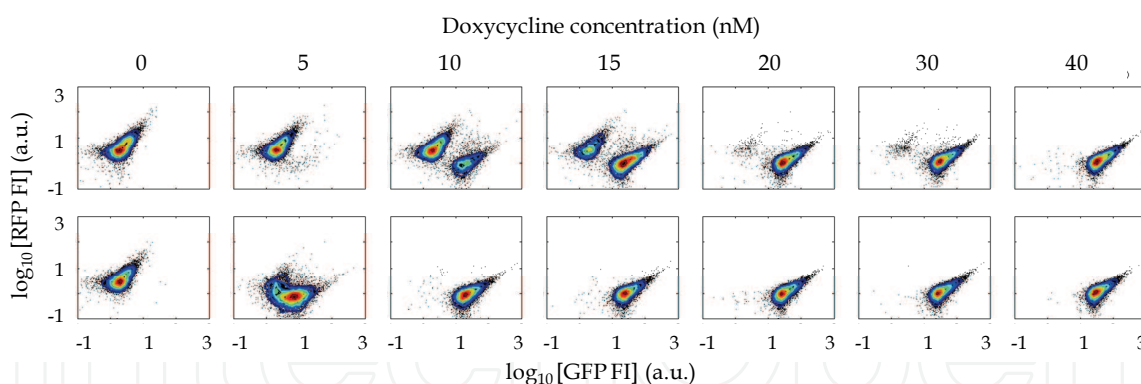 Doxycycline concentration (nM)
0 5 10 15 20 30 40
log10[RFP FI] (a.u.)
3
1
-1
3
1
-1
-1 1 3 -1 1 3 -1 1 3 -1 1 3 -1 1 3 -1 1 3 -1 1 3
log10[GFP FI] (a.u.)